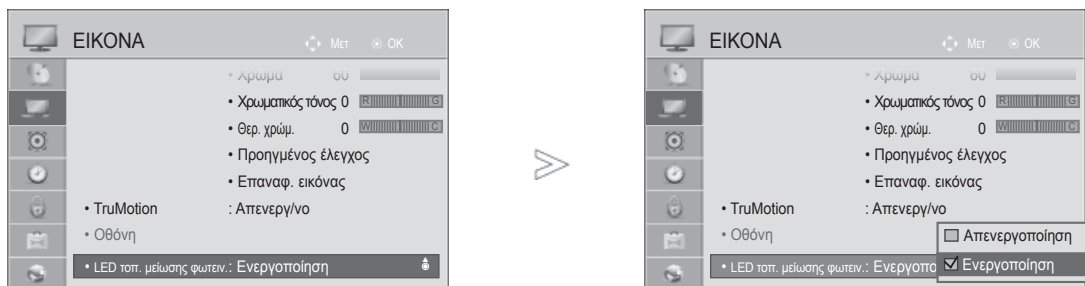 ΕΙΚΟΝΑ Μετ OK
• Χρώμα 60
• Χρωματικός τόνος 0 R G
• Θερ. χρώμ. 0 W C
• Προηγμένος έλεγχος
• Επαναφ. εικόνας
• TruMotion : Απενεργ/νο
• Οθόνη
• LED τοπ. μείωσης φωτειν.: Ενεργοποίηση
ΕΙΚΟΝΑ Μετ OK
• Χρώμα 60
• Χρωματικός τόνος 0 R G
• Θερ. χρώμ. 0 W C
• Προηγμένος έλεγχος
• Επαναφ. εικόνας
• TruMotion : Απενεργ/νο
• Οθόνη
• LED τοπ. μείωσης φωτειν.: Ενεργοπο
Απενεργοποίηση
Ενεργοποίηση